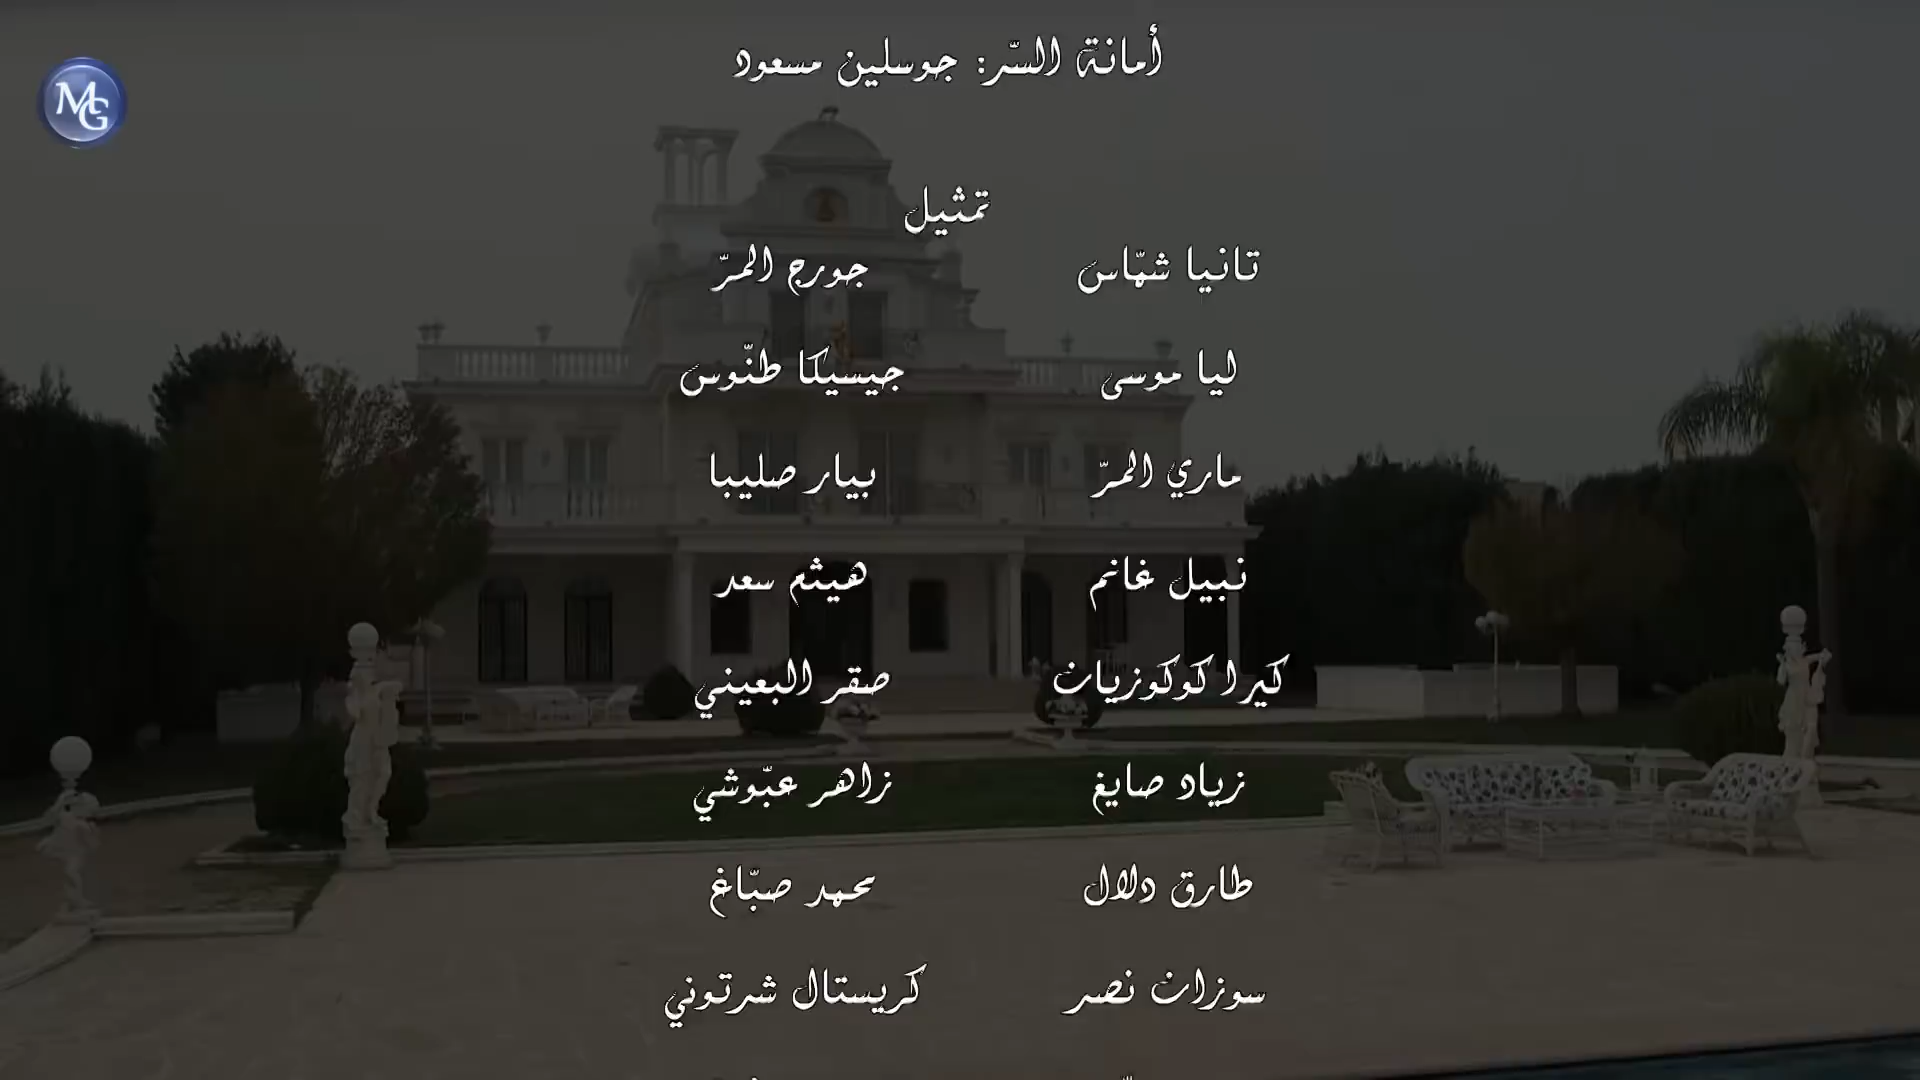 أمانة السّر: جوسلين مسعود
MG
تمثيل
تانيا شمّاس جورج المرّ
ليا موسى جيسيكا طنّوس
ماري المرّ بيار صليبا
نبيل غانم هيثم سعد
كيرا كوكوزيان صقر البعيني
زياد صايغ زاهر عبّوشي
طارق دلال محمد صبّاغ
سوزان نصر كريستال شرتوني